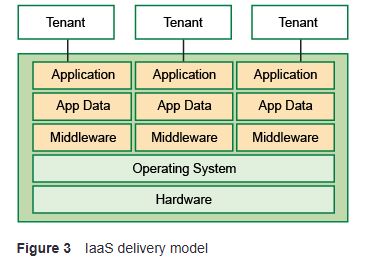 Tenant Tenant Tenant
Application Application Application
App Data App Data App Data
Middleware Middleware Middleware
Operating System
Hardware
Figure 3 IaaS delivery model